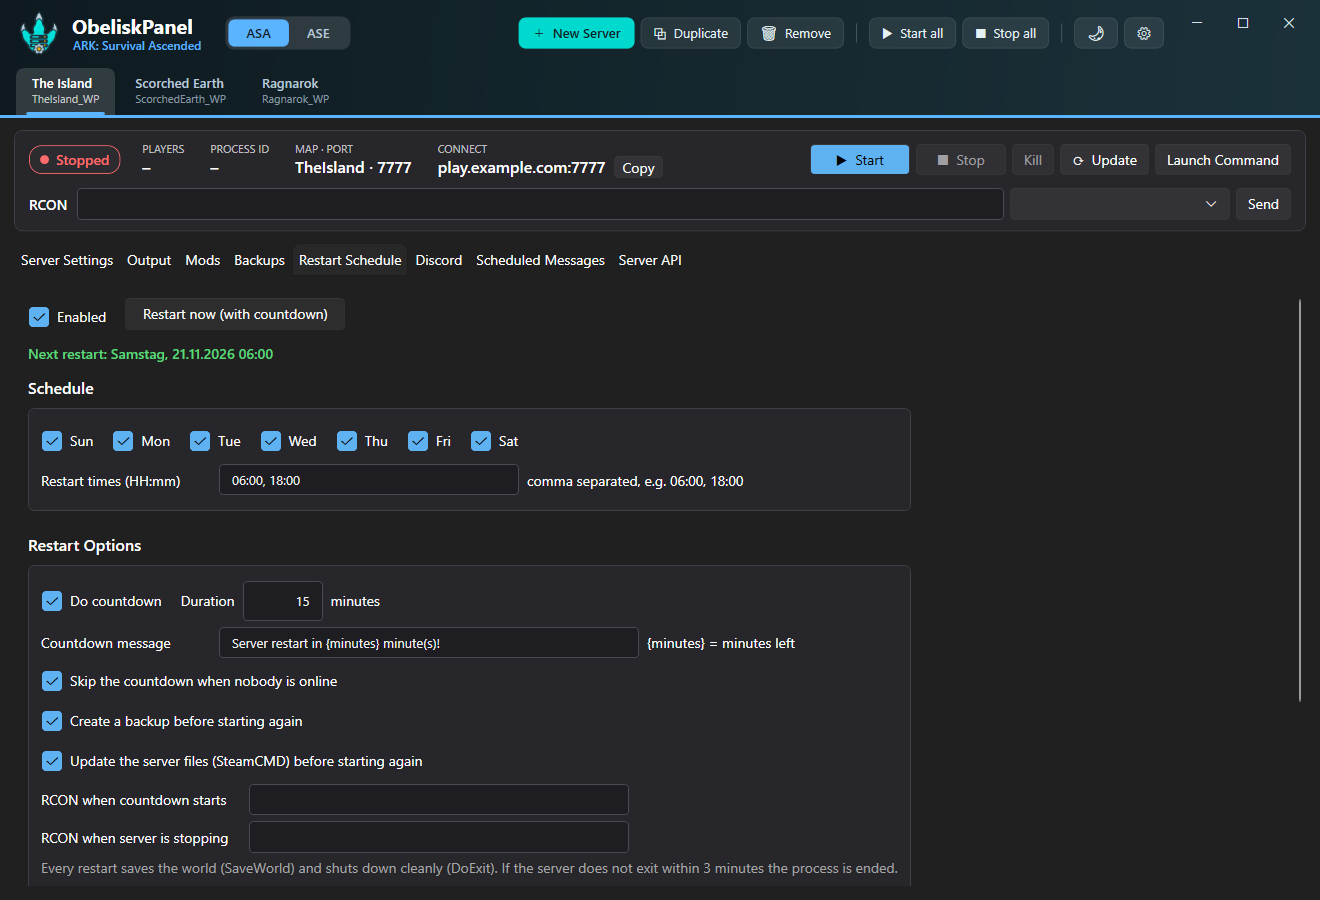 ObeliskPanel
ARK: Survival Ascended
ASA ASE
+ New Server Duplicate Remove Start all Stop all
The Island Scorched Earth Ragnarok
TheIsland_WP ScorchedEarth_WP Ragnarok_WP
Stopped
PLAYERS PROCESS ID MAP · PORT CONNECT
– – TheIsland · 7777 play.example.com:7777 Copy
Start Stop Kill Update Launch Command
RCON Send
Server Settings Output Mods Backups Restart Schedule Discord Scheduled Messages Server API
Enabled Restart now (with countdown)
Next restart: Samstag, 21.11.2026 06:00
Schedule
Sun Mon Tue Wed Thu Fri Sat
Restart times (HH:mm) 06:00, 18:00 comma separated, e.g. 06:00, 18:00
Restart Options
Do countdown Duration 15 minutes
Countdown message Server restart in {minutes} minute(s)! {minutes} = minutes left
Skip the countdown when nobody is online
Create a backup before starting again
Update the server files (SteamCMD) before starting again
RCON when countdown starts
RCON when server is stopping
Every restart saves the world (SaveWorld) and shuts down cleanly (DoExit). If the server does not exit within 3 minutes the process is ended.